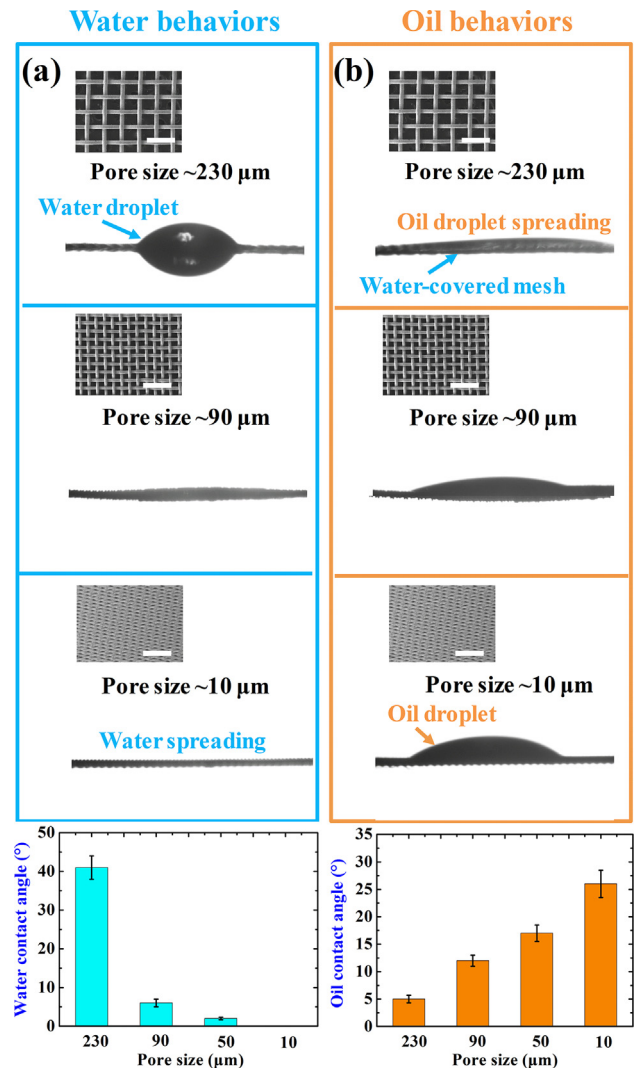 Water behaviors
(a)
Pore size ~230 µm
Water droplet
Pore size ~90 µm
Pore size ~10 µm
Water spreading
50
40
30
20
10
0
Water contact angle (°)
230 90 50 10
Pore size (µm)
Oil behaviors
(b)
Pore size ~230 µm
Oil droplet spreading
Water-covered mesh
Pore size ~90 µm
Pore size ~10 µm
Oil droplet
35
30
25
20
15
10
5
0
Oil contact angle (°)
230 90 50 10
Pore size (µm)